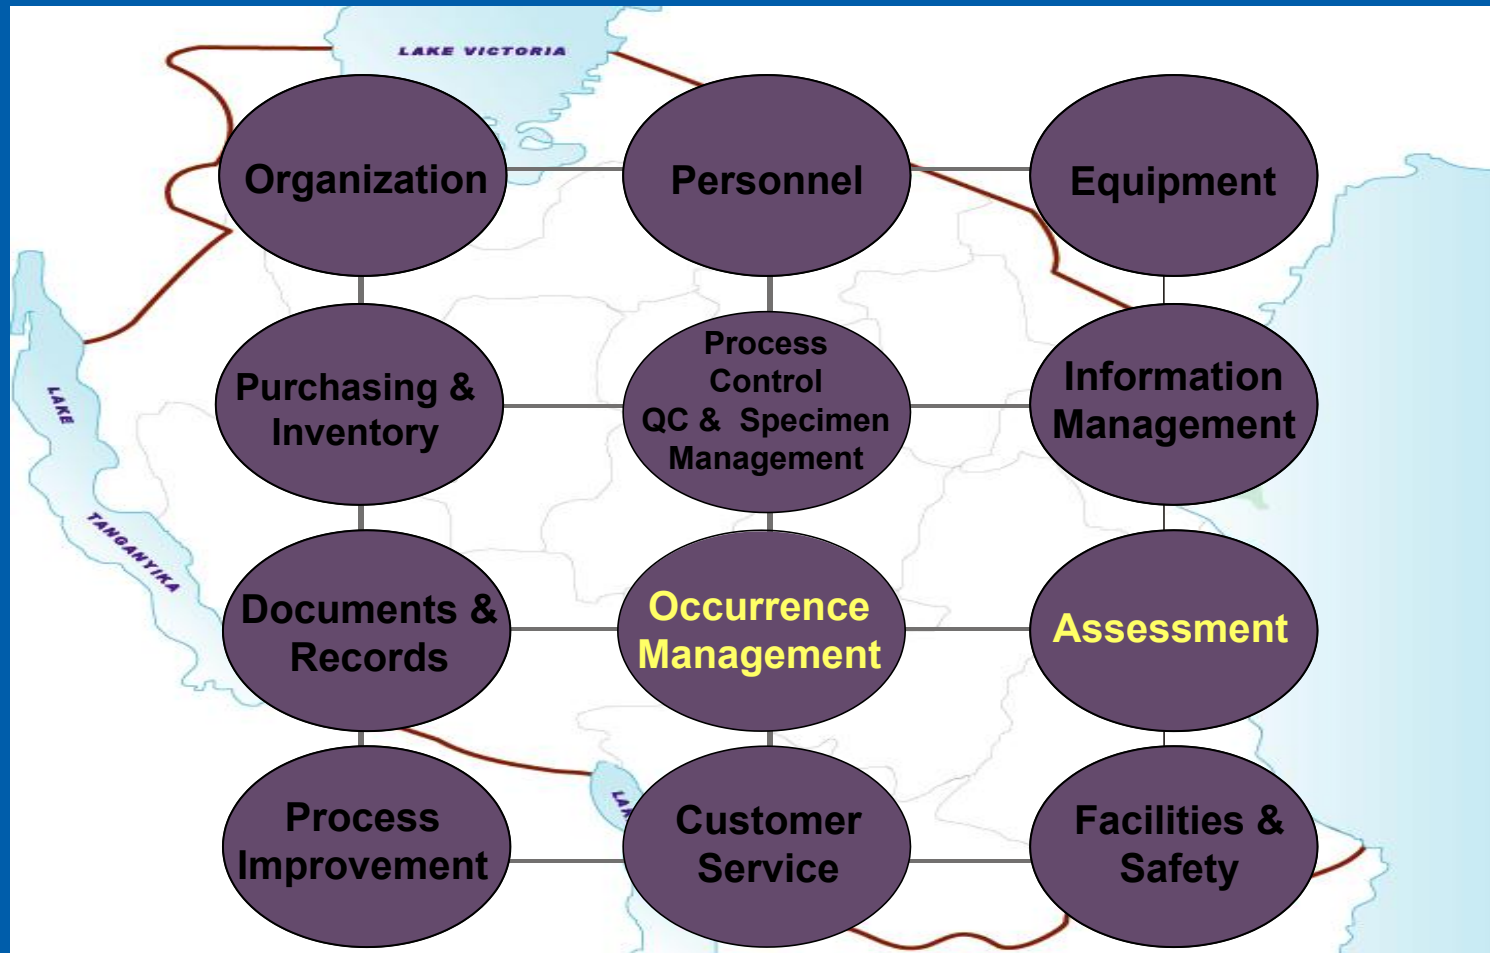 LAKE VICTORIA
Organization
Personnel
Equipment
Purchasing &
Inventory
Process
Control
QC & Specimen
Management
Information
Management
LAKE
TANGANYIKA
Documents &
Records
Occurrence
Management
Assessment
Process
Improvement
Customer
Service
Facilities &
Safety